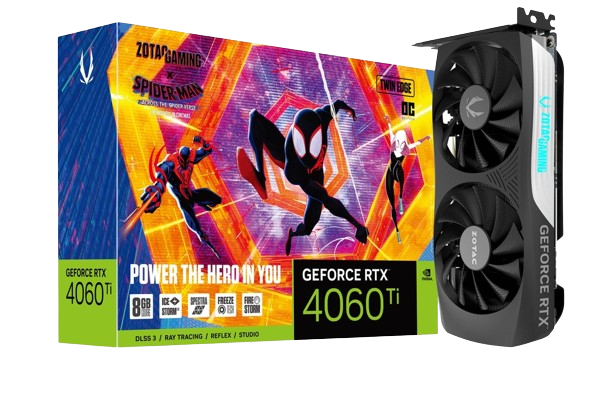 ZOTAC GAMING
X
SPIDER-MAN
ACROSS THE SPIDER-VERSE
TWIN EDGE
OC
GEFORCE RTX
4060Ti
POWER THE HERO IN YOU
8GB
ICE
STORM
SPECTRA
FREEZE
TECH
FIRE
STORM
DLSS 3 / RAY TRACING / REFLEX / STUDIO
GEFORCE RTX
4060Ti
NVIDIA
ZOTAC GAMING
GEFORCE RTX
ZOTAC